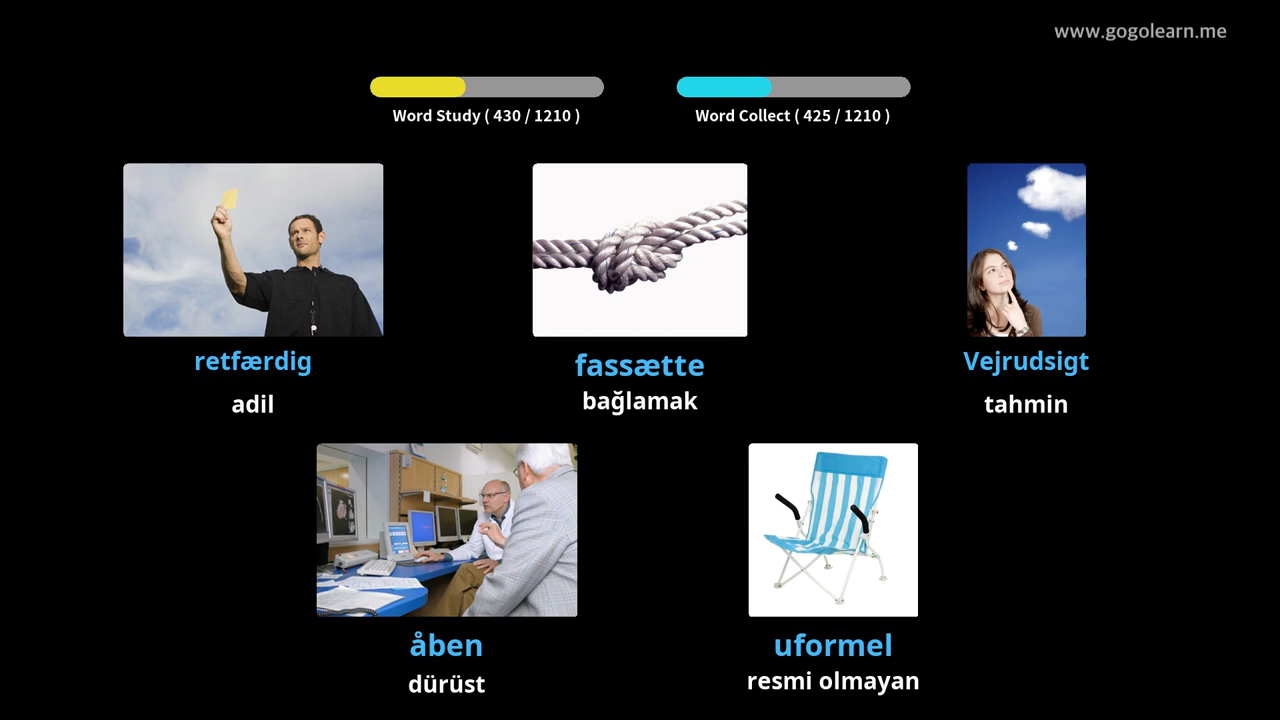 www.gogolearn.me
Word Study ( 430 / 1210 )
Word Collect ( 425 / 1210 )
retfærdig
adil
fassætte
bağlamak
Vejrudsigt
tahmin
åben
dürüst
uformel
resmi olmayan